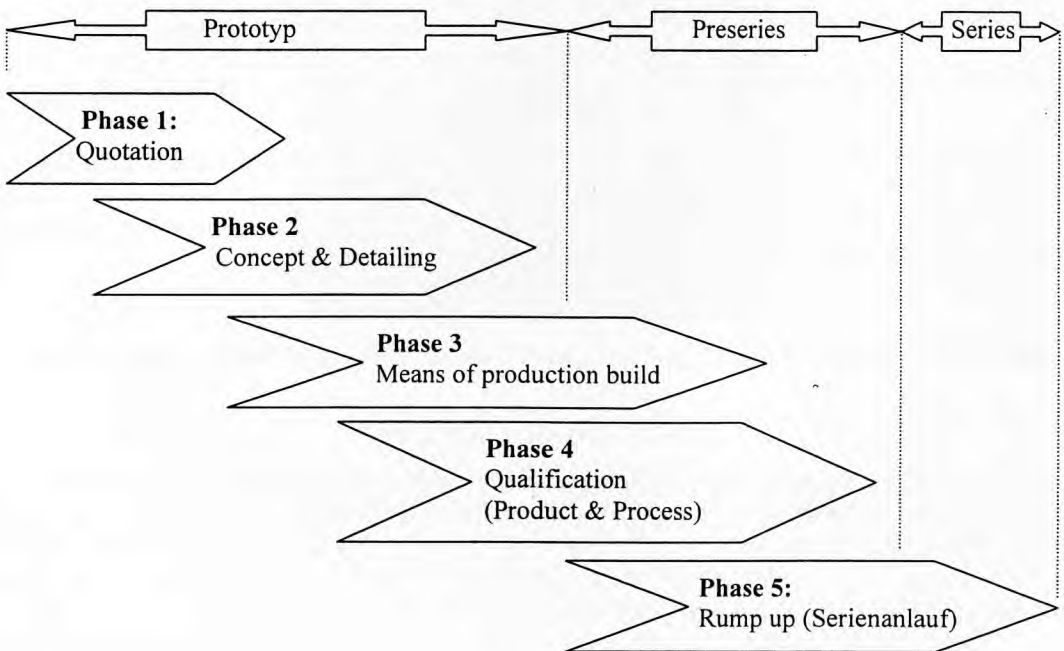 Prototyp
Preseries
Series
Phase 1:
Quotation
Phase 2
Concept & Detailing
Phase 3
Means of production build
Phase 4
Qualification
(Product & Process)
Phase 5:
Rump up (Serienanlauf)